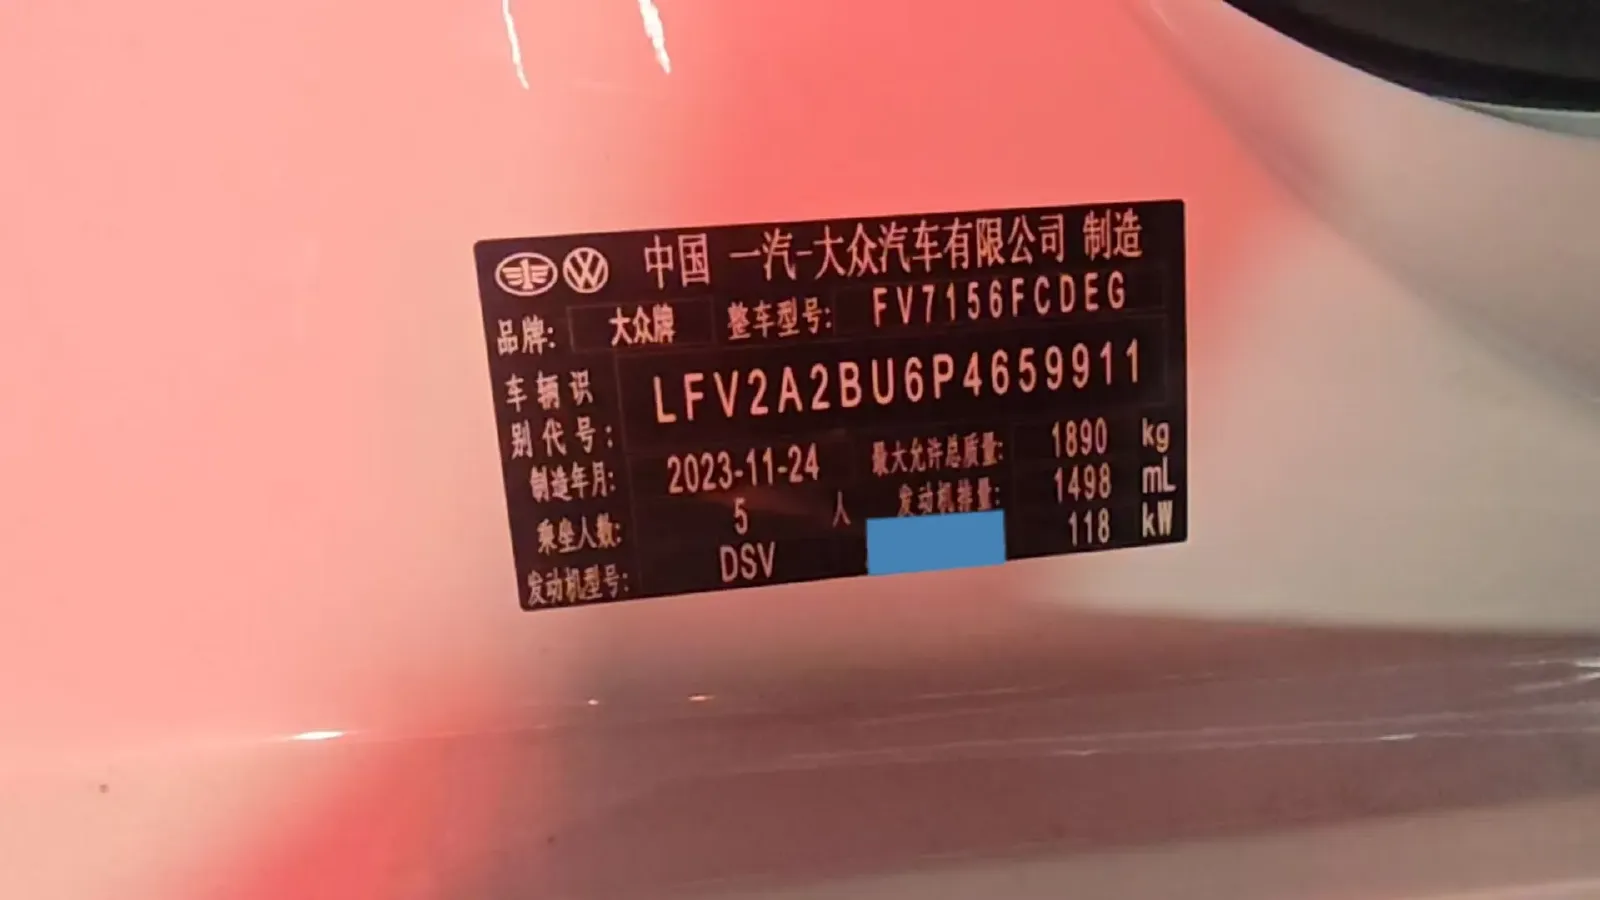 中国 一汽-大众汽车有限公司 制造
品牌: 大众牌 整车型号: FV7156FCDEG
车辆识别代号: LFV2A2BU6P4659911
制造年月: 2023-11-24 最大允许总质量: 1890 kg
乘坐人数: 5 人 发动机排量: 1498 mL
发动机型号: DSV 118 kW